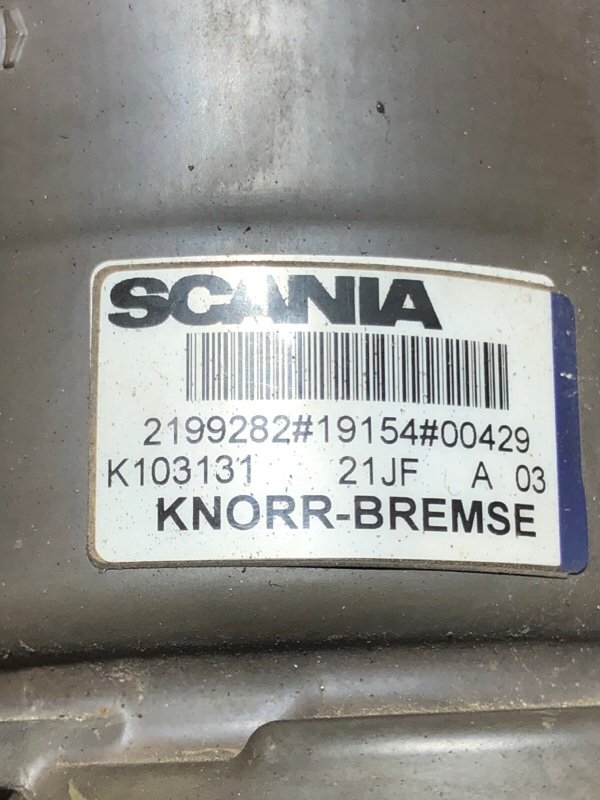 SCANIA
2199282#19154#00429
K103131 21JF A 03
KNORR-BREMSE